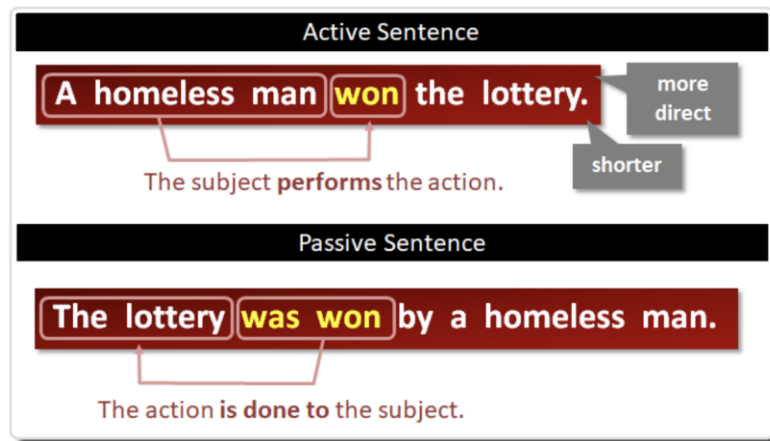 Active Sentence
A homeless man won the lottery.
more
direct
shorter
The subject performs the action.
Passive Sentence
The lottery was won by a homeless man.
The action is done to the subject.